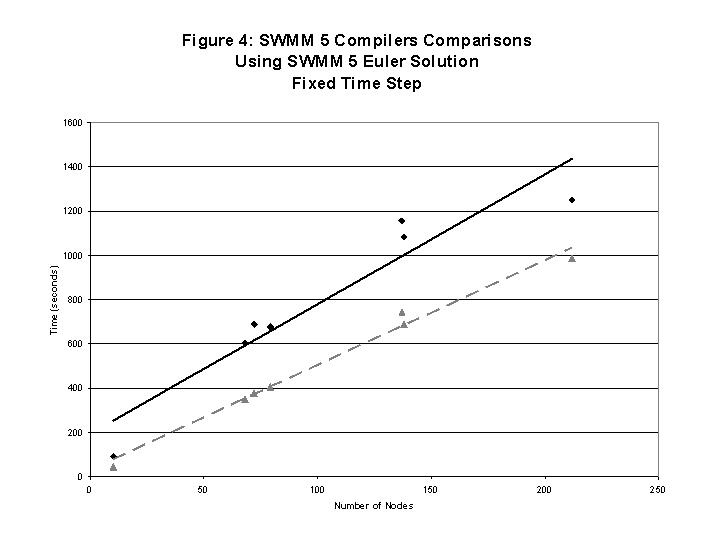 Figure 4: SWMM 5 Compilers Comparisons
Using SWMM 5 Euler Solution
Fixed Time Step
1600
1400
1200
1000
800
600
400
200
0
Time (seconds)
0 50 100 150 200 250
Number of Nodes